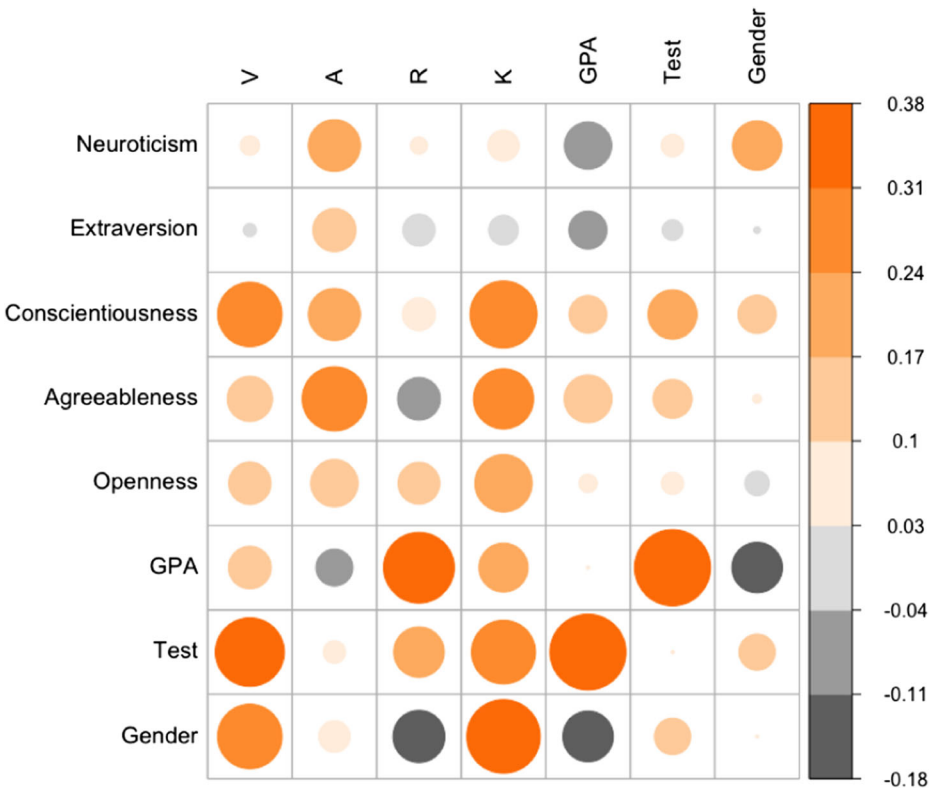 V A R K GPA Test Gender
Neuroticism
Extraversion
Conscientiousness
Agreeableness
Openness
GPA
Test
Gender
0.38
0.31
0.24
0.17
0.1
0.03
-0.04
-0.11
-0.18